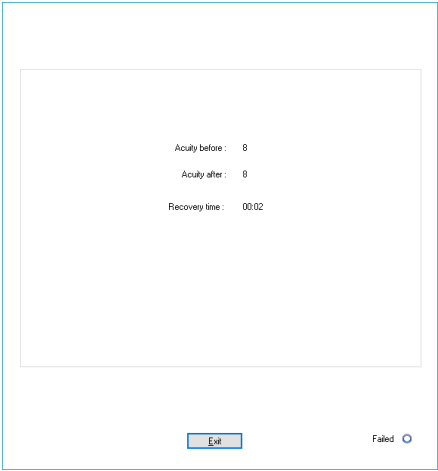 Acuity before : 8
Acuity after : 8
Recovery time : 00:02
Exit
Failed